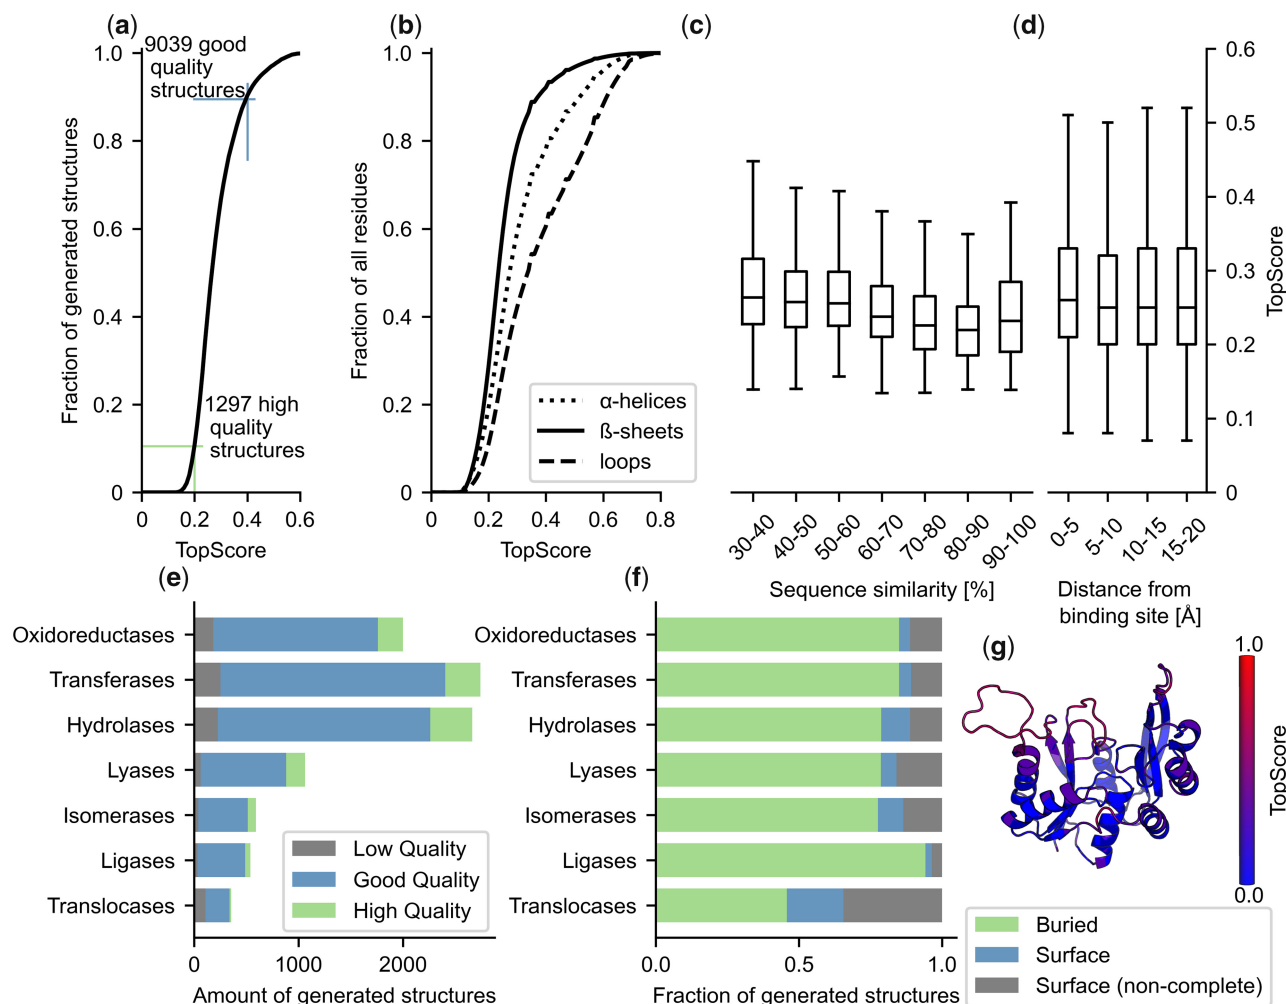 (a)
9039 good
quality
structures
1.0
0.8
0.6
0.4
0.2
0
Fraction of generated structures
1297 high
quality
structures
0
0.2
0.4
0.6
TopScore
(b)
1.0
0.8
0.6
0.4
0.2
0
Fraction of all residues
α-helices
ß-sheets
loops
0
0.2
0.4
0.6
0.8
TopScore
(c)
30-40
40-50
50-60
60-70
70-80
80-90
90-100
Sequence similarity [%]
(d)
0.6
0.5
0.4
0.3
0.2
0.1
0
TopScore
0-5
5-10
10-15
15-20
Distance from
binding site [Å]
(e)
Oxidoreductases
Transferases
Hydrolases
Lyases
Isomerases
Ligases
Translocases
Low Quality
Good Quality
High Quality
0
1000
2000
Amount of generated structures
(f)
Oxidoreductases
Transferases
Hydrolases
Lyases
Isomerases
Ligases
Translocases
0.0
0.5
1.0
Fraction of generated structures
(g)
1.0
TopScore
0.0
Buried
Surface
Surface (non-complete)